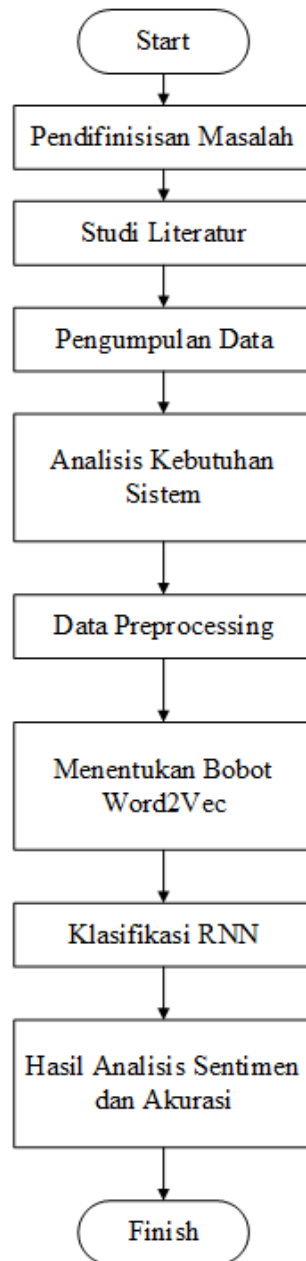 Start
Pendifinisisan Masalah
Studi Literatur
Pengumpulan Data
Analisis Kebutuhan
Sistem
Data Preprocessing
Menentukan Bobot
Word2Vec
Klasifikasi RNN
Hasil Analisis Sentimen
dan Akurasi
Finish